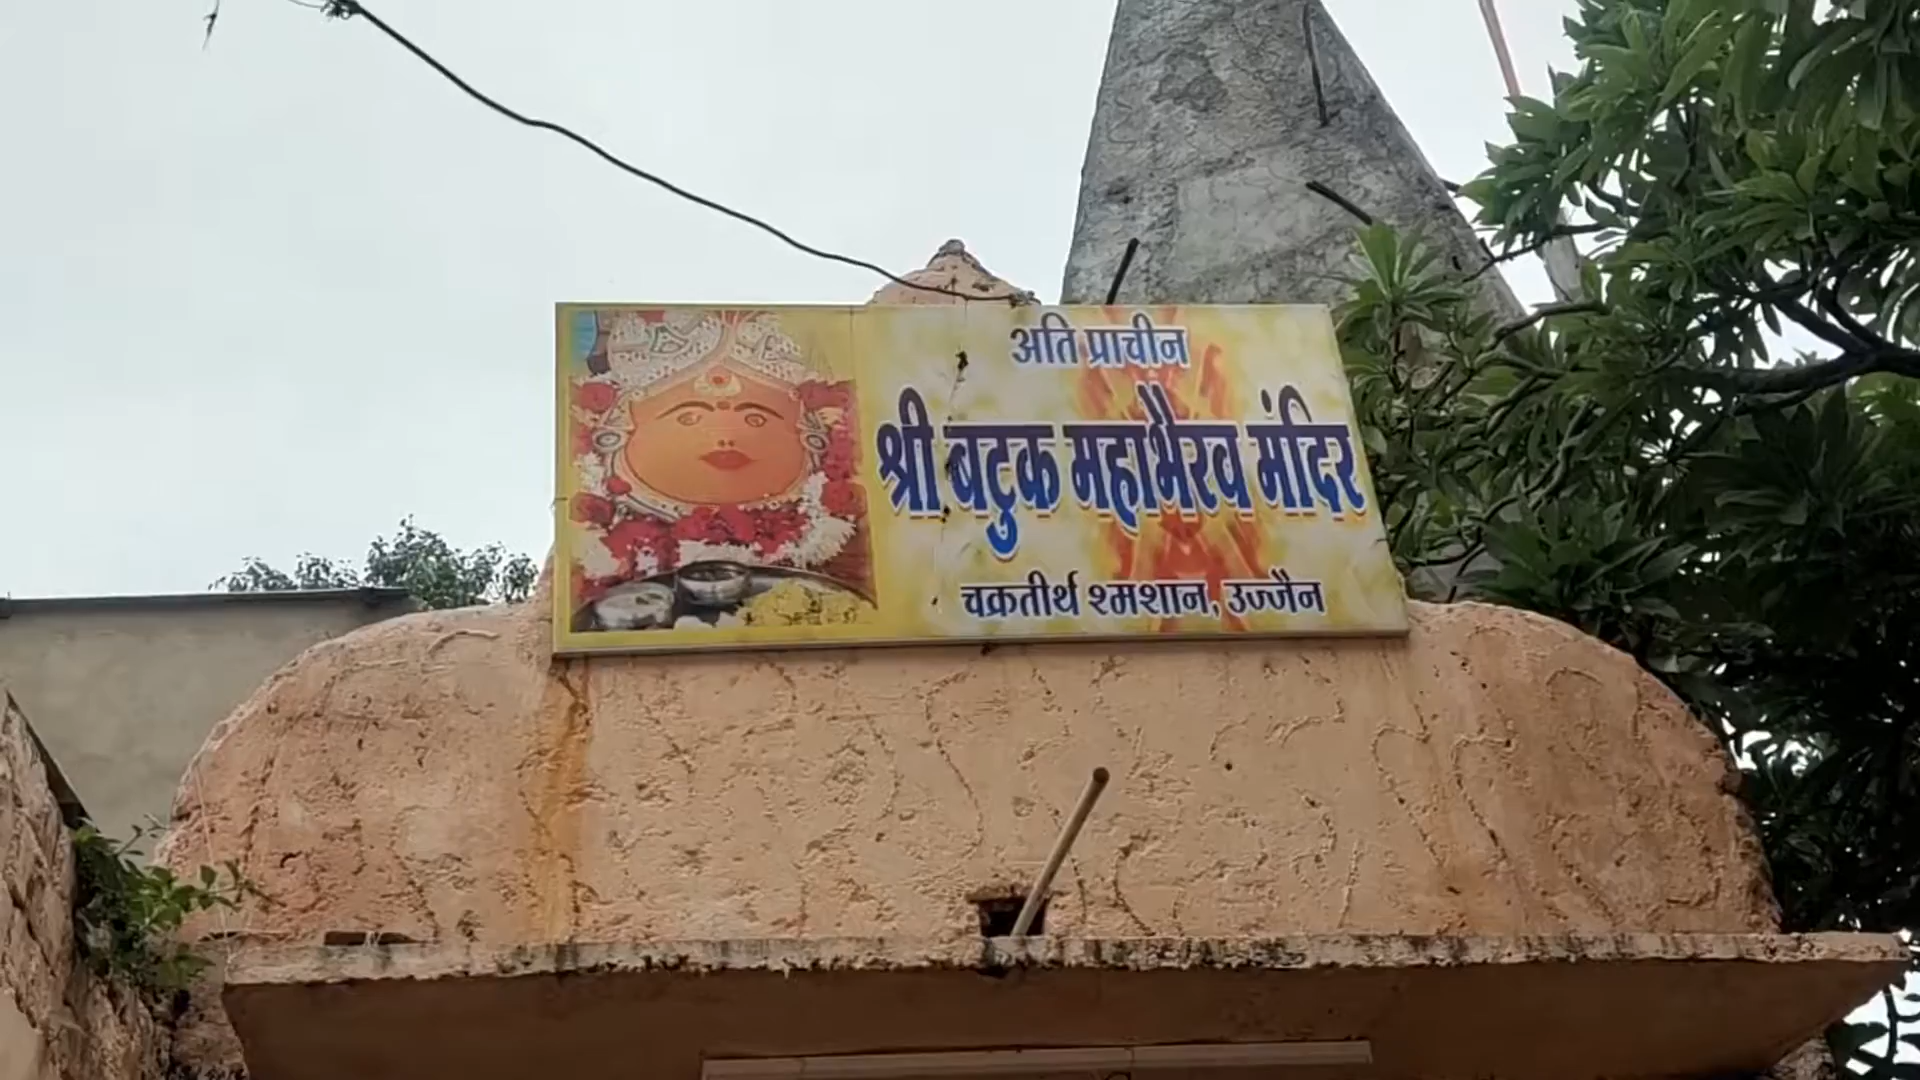 अति प्राचीन
श्री बटुक महाभैरव मंदिर
चक्रतीर्थ श्मशान, उज्जैन